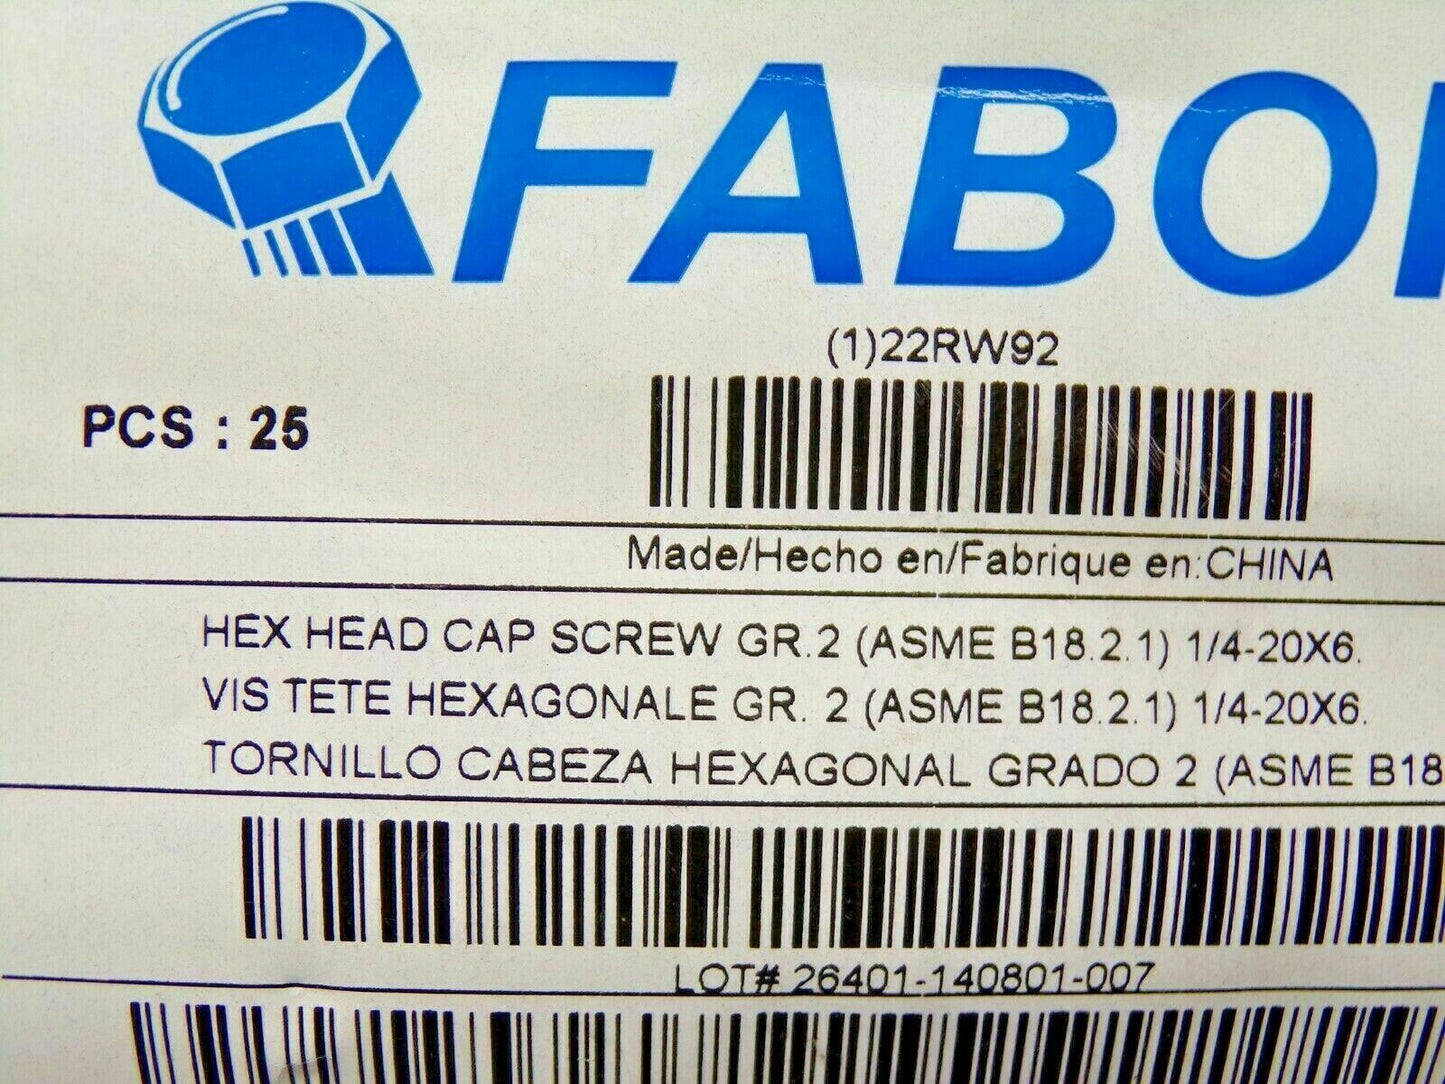 FABO
(1)22RW92
PCS : 25
Made/Hecho en/Fabrique en:CHINA
HEX HEAD CAP SCREW GR.2 (ASME B18.2.1) 1/4-20X6.
VIS TETE HEXAGONALE GR. 2 (ASME B18.2.1) 1/4-20X6.
TORNILLO CABEZA HEXAGONAL GRADO 2 (ASME B18
LOT# 26401-140801-007